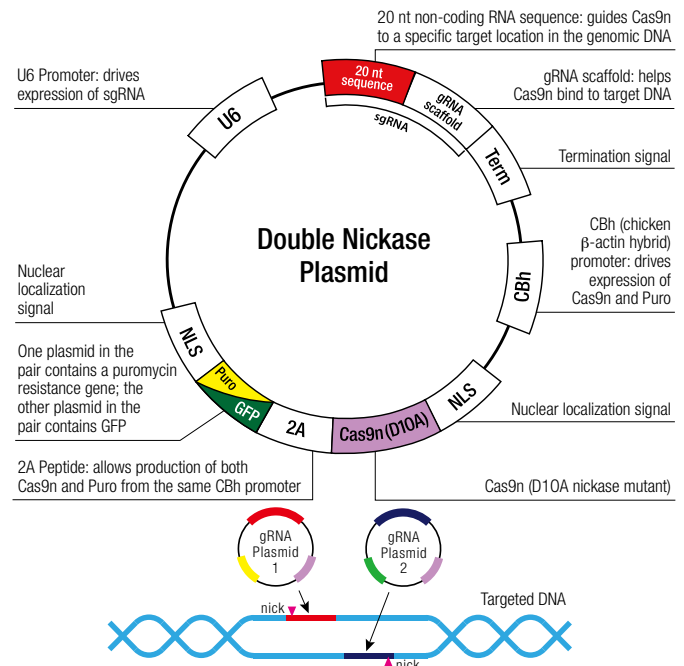 20 nt non-coding RNA sequence: guides Cas9n
to a specific target location in the genomic DNA
U6 Promoter: drives
expression of sgRNA
gRNA scaffold: helps
Cas9n bind to target DNA
20 nt
sequence
gRNA
scaffold
sgRNA
U6
Term
Termination signal
Double Nickase
Plasmid
CBh (chicken
β-actin hybrid)
promoter: drives
expression of
Cas9n and Puro
CBh
Nuclear
localization
signal
NLS
One plasmid in the
pair contains a puromycin
resistance gene; the
other plasmid in the
pair contains GFP
Puro
GFP
2A
Cas9n (D10A)
NLS
Nuclear localization signal
2A Peptide: allows production of both
Cas9n and Puro from the same CBh promoter
Cas9n (D10A nickase mutant)
gRNA
Plasmid
1
gRNA
Plasmid
2
nick
Targeted DNA
nick